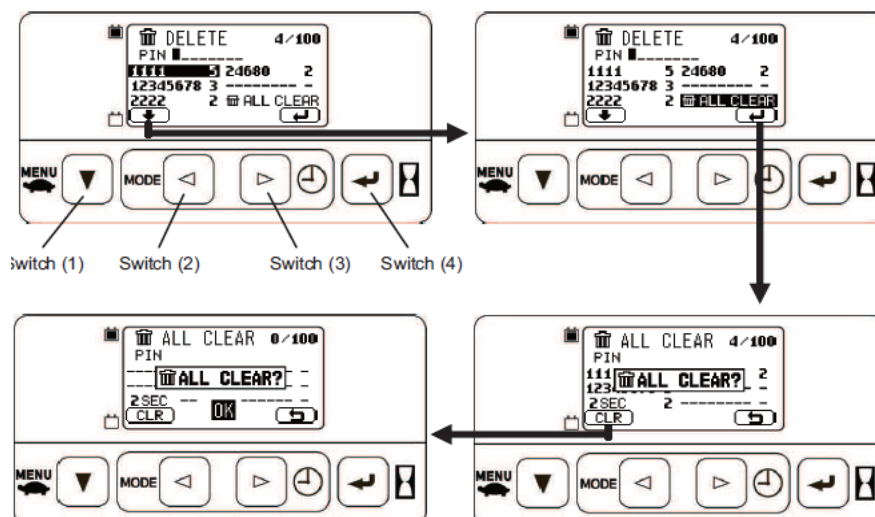 DELETE 4/100
PIN
1111 5 24680 2
12345678 3 -------- -
2222 2 ALL CLEAR
MENU
MODE
Switch (1) Switch (2) Switch (3) Switch (4)
DELETE 4/100
PIN
1111 5 24680 2
12345678 3 -------- -
2222 2 ALL CLEAR
MENU
MODE
ALL CLEAR 0/100
PIN
ALL CLEAR?
2SEC -- ------ -
CLR OK
MENU
MODE
ALL CLEAR 4/100
PIN
111 2
123 ALL CLEAR? -
2SEC 2 -------- -
CLR
MENU
MODE